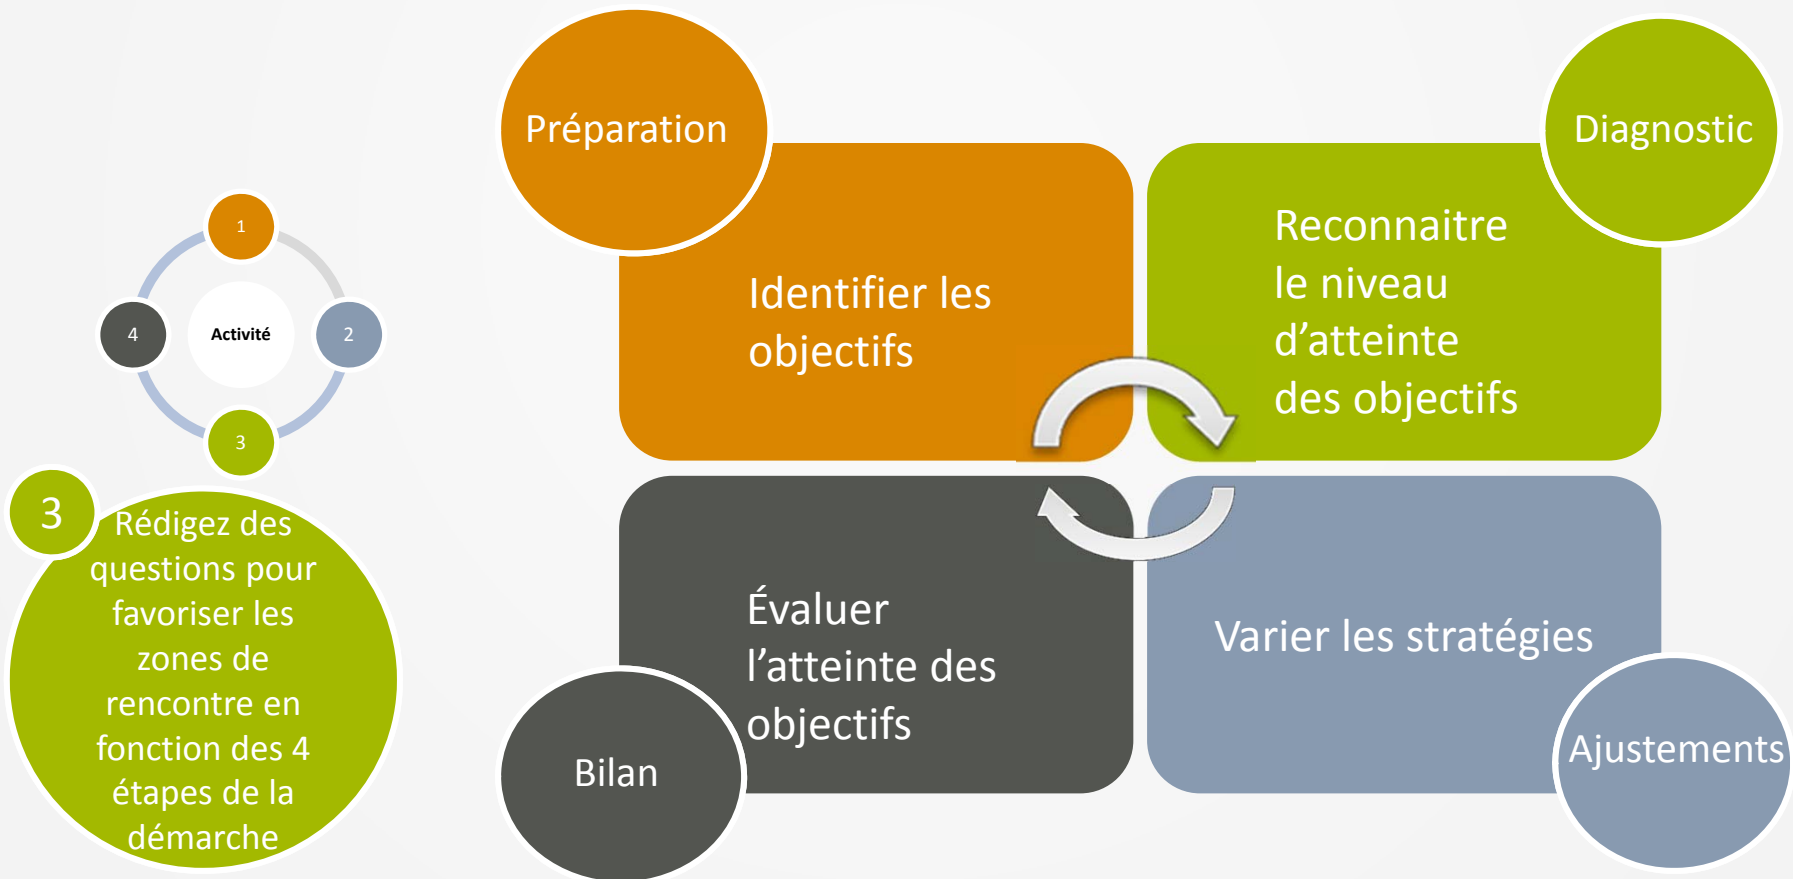 1
4
Activité
2
3
3
Rédigez des
questions pour
favoriser les
zones de
rencontre en
fonction des 4
étapes de la
démarche
Préparation
Identifier les
objectifs
Diagnostic
Reconnaitre
le niveau
d’atteinte
des objectifs
Bilan
Évaluer
l’atteinte des
objectifs
Varier les stratégies
Ajustements